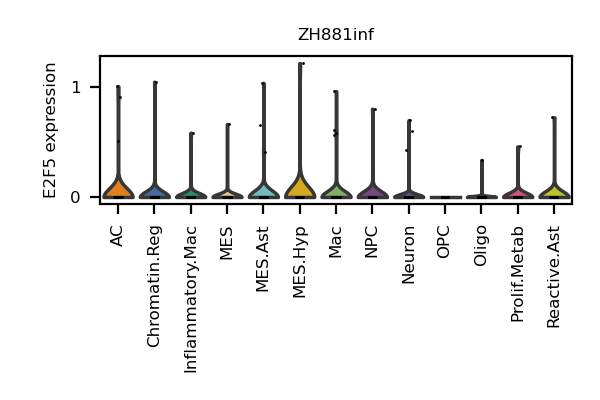 ZH881inf
E2F5 expression
1
0
AC
Chromatin.Reg
Inflammatory.Mac
MES
MES.Ast
MES.Hyp
Mac
NPC
Neuron
OPC
Oligo
Prolif.Metab
Reactive.Ast